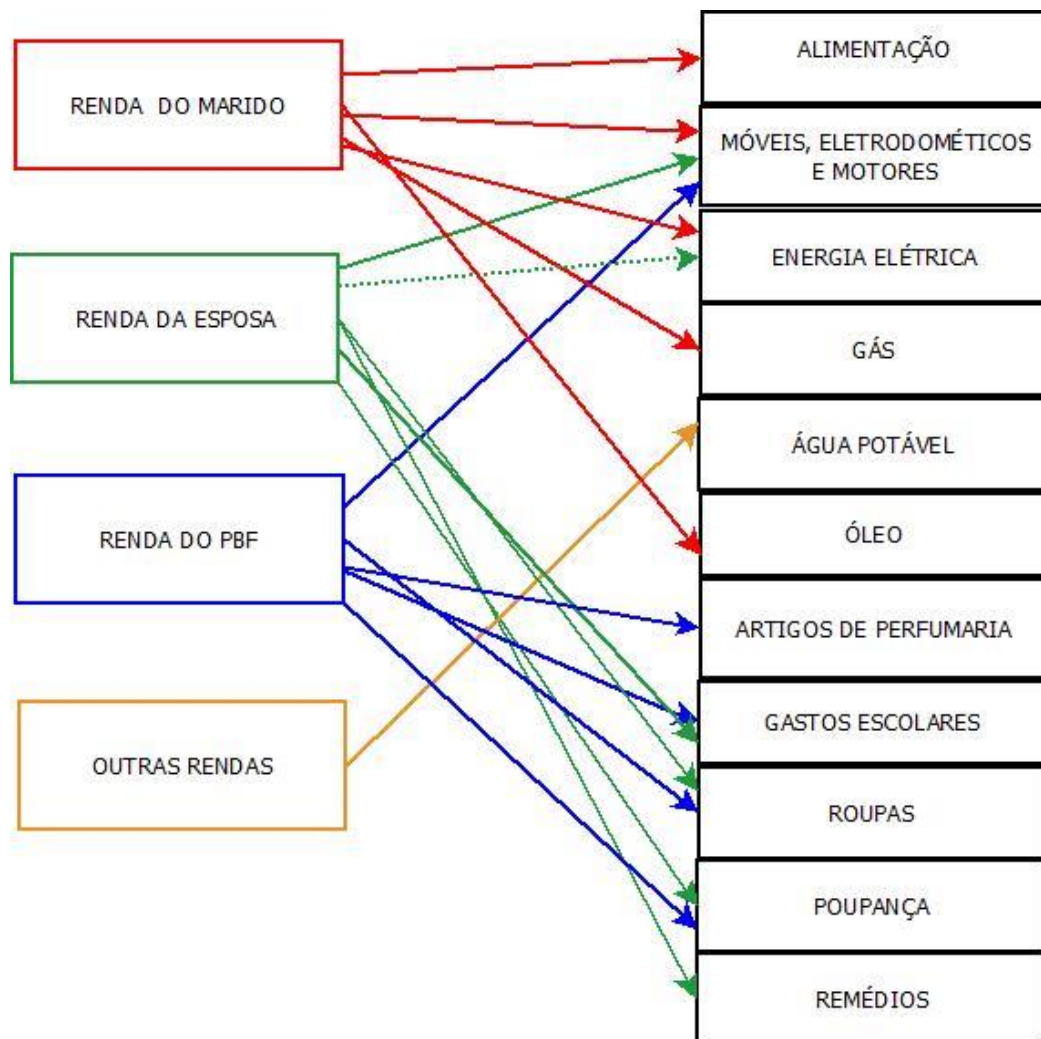 RENDA DO MARIDO
RENDA DA ESPOSA
RENDA DO PBF
OUTRAS RENDAS
ALIMENTAÇÃO
MÓVEIS, ELETRODOMÉTICOS
E MOTORES
ENERGIA ELÉTRICA
GÁS
ÁGUA POTÁVEL
ÓLEO
ARTIGOS DE PERFUMARIA
GASTOS ESCOLARES
ROUPAS
POUPANÇA
REMÉDIOS